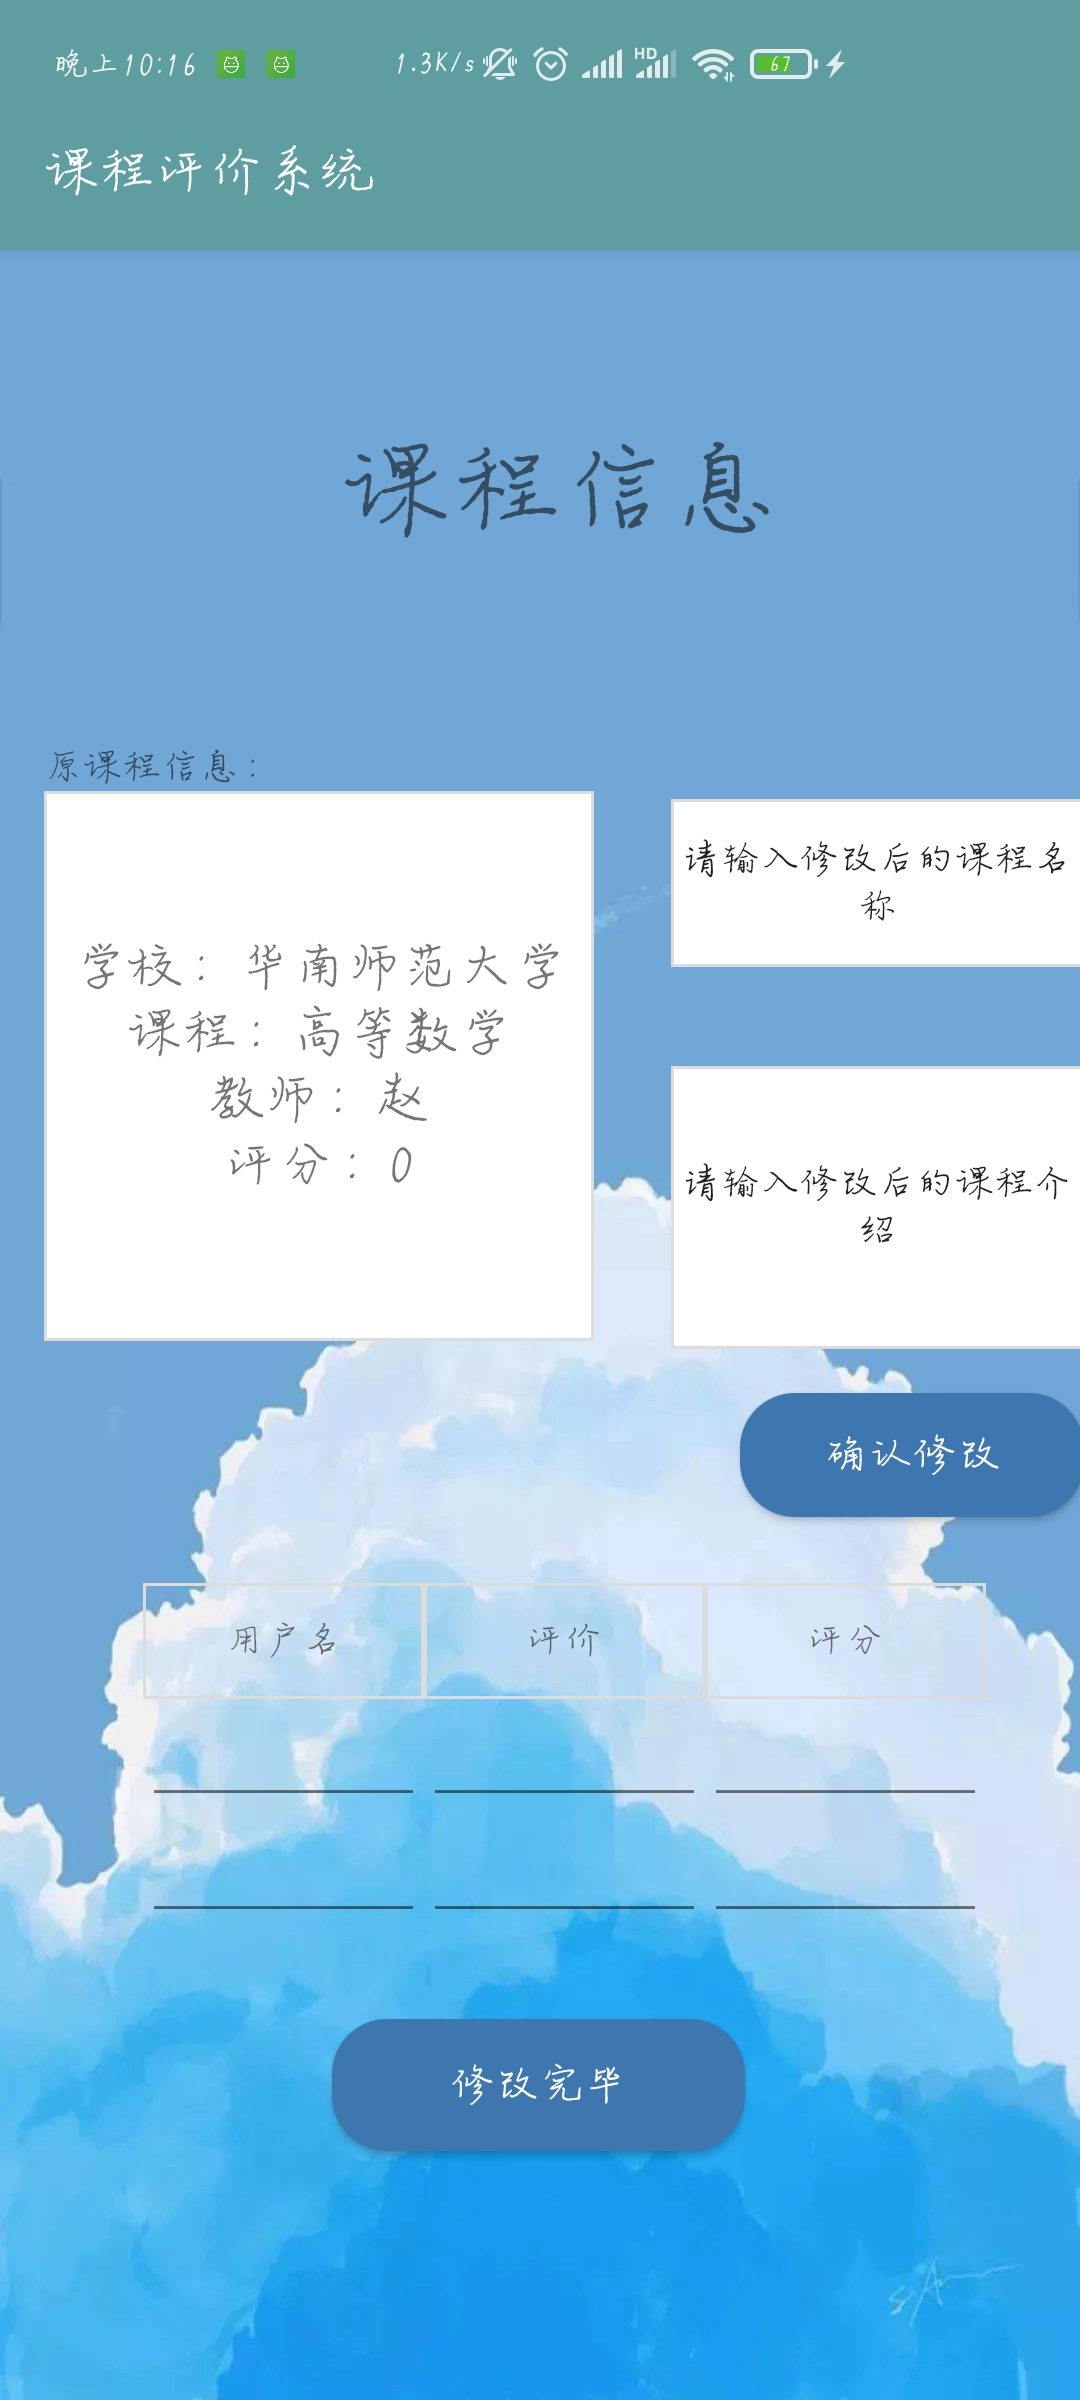 晚上10:16 1.3K/s HD 67
课程评价系统
课程信息
原课程信息：
学校：华南师范大学
课程：高等数学
教师：赵
评分：0
请输入修改后的课程名
称
请输入修改后的课程介
绍
确认修改
用户名 评价 评分
修改完毕